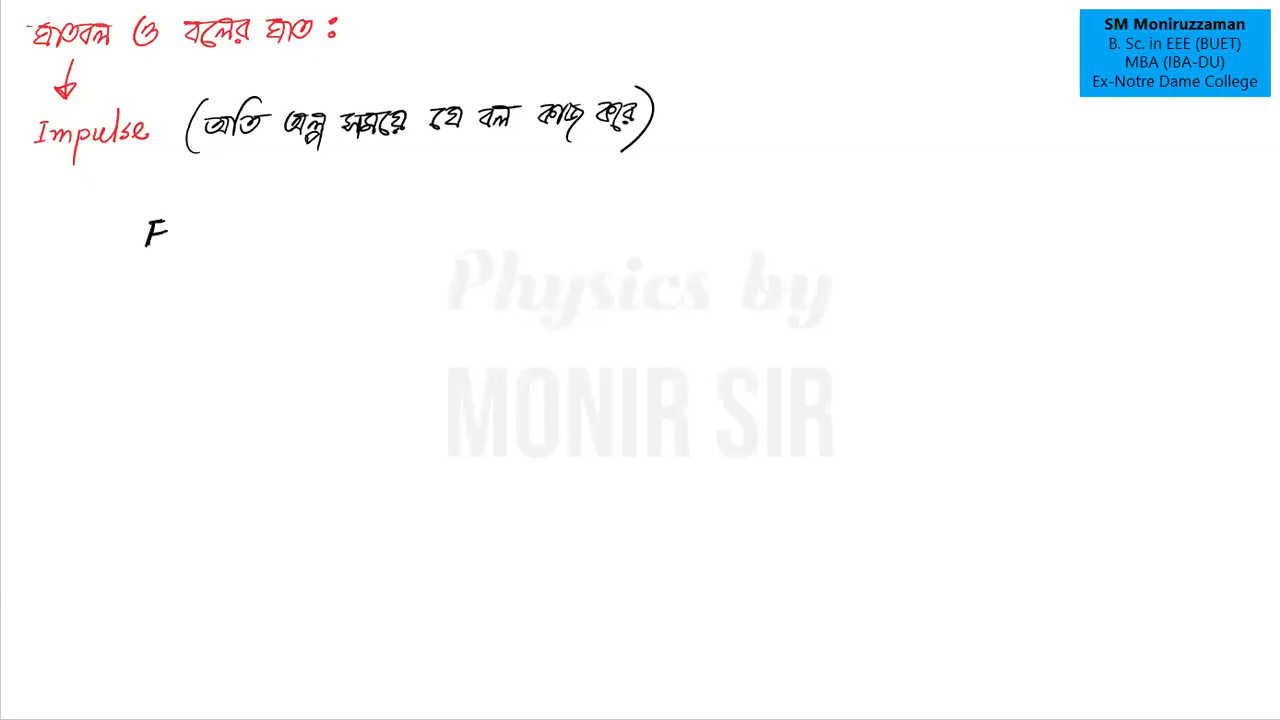 ঘাতবল ও বলের ঘাত :
Impulse (অতি অল্প সময়ে যে বল কাজ করে)
F
SM Moniruzzaman
B. Sc. in EEE (BUET)
MBA (IBA-DU)
Ex-Notre Dame College
Physics by
MONIR SIR